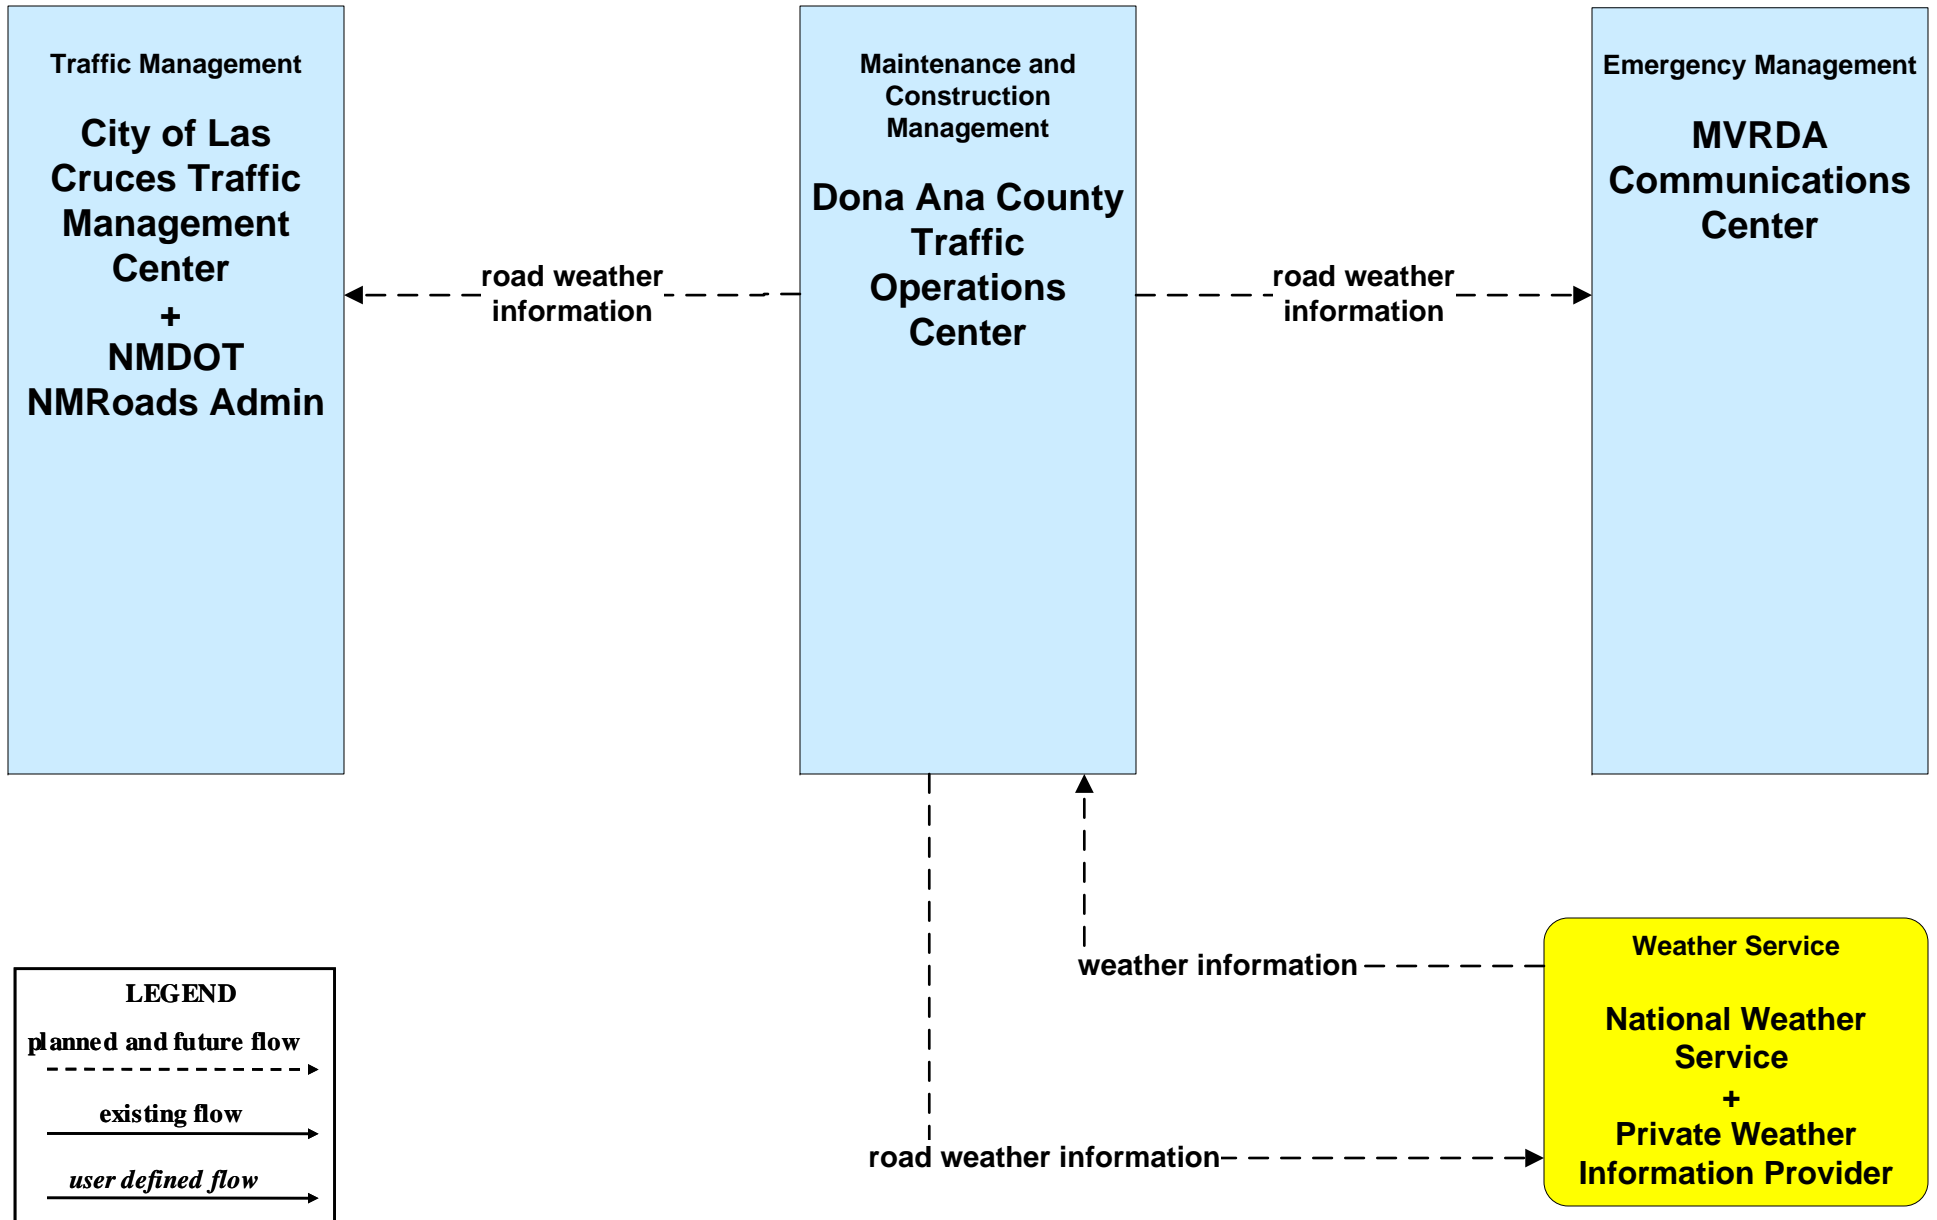 Traffic Management
City of Las
Cruces Traffic
Management
Center
+
NMDOT
NMRoads Admin
road weather
information
Maintenance and
Construction
Management
Dona Ana County
Traffic
Operations
Center
road weather
information
Emergency Management
MVRDA
Communications
Center
weather information
road weather information
Weather Service
National Weather
Service
+
Private Weather
Information Provider
LEGEND
planned and future flow
existing flow
user defined flow